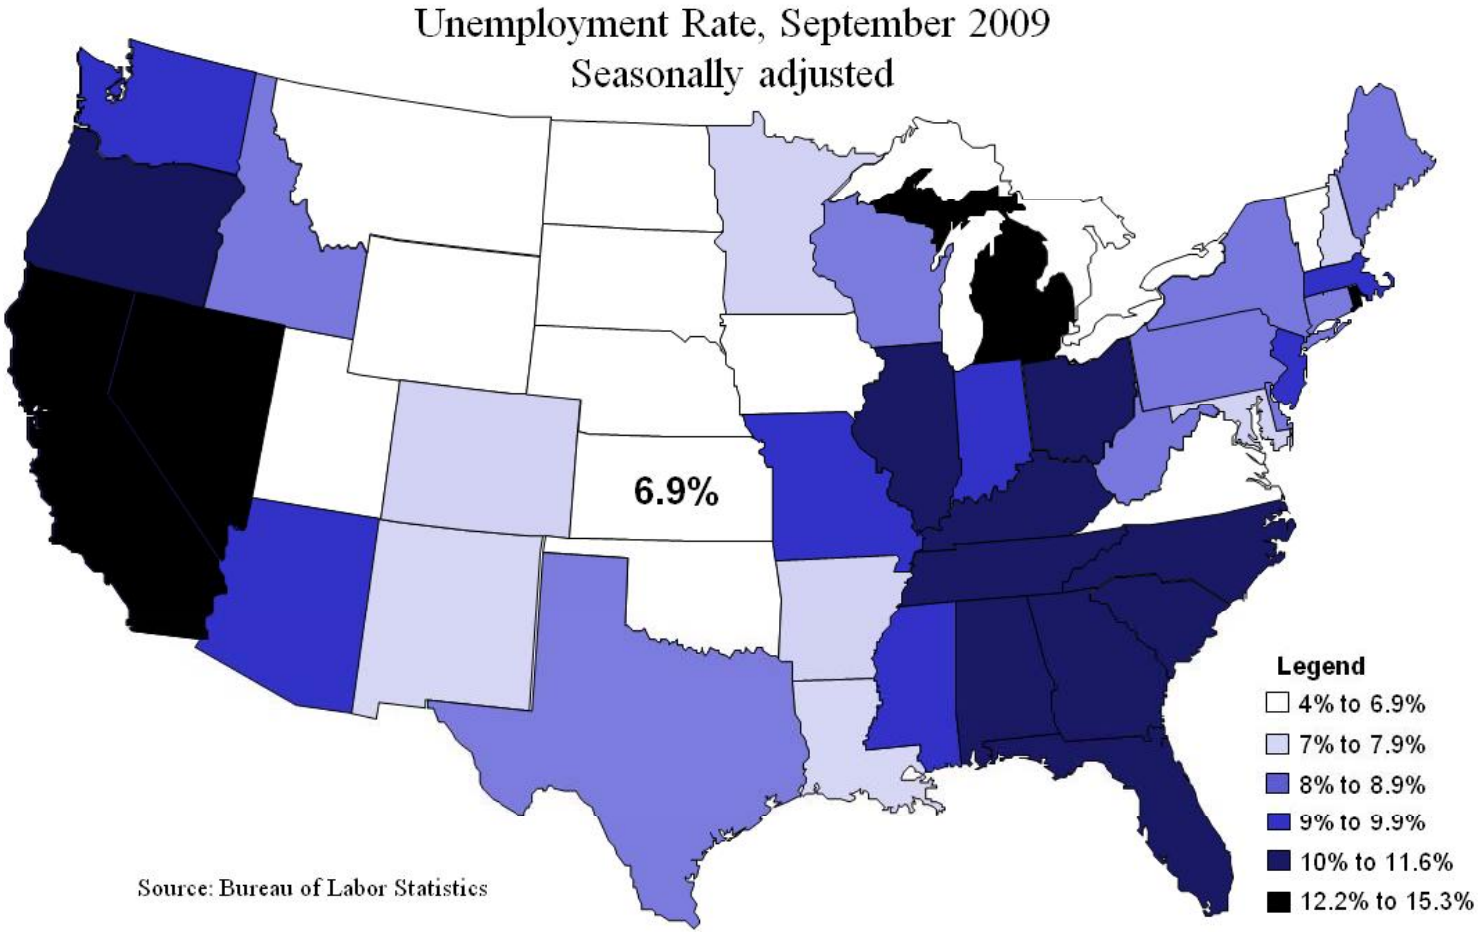 Unemployment Rate, September 2009
Seasonally adjusted
6.9%
Legend
4% to 6.9%
7% to 7.9%
8% to 8.9%
9% to 9.9%
10% to 11.6%
12.2% to 15.3%
Source: Bureau of Labor Statistics